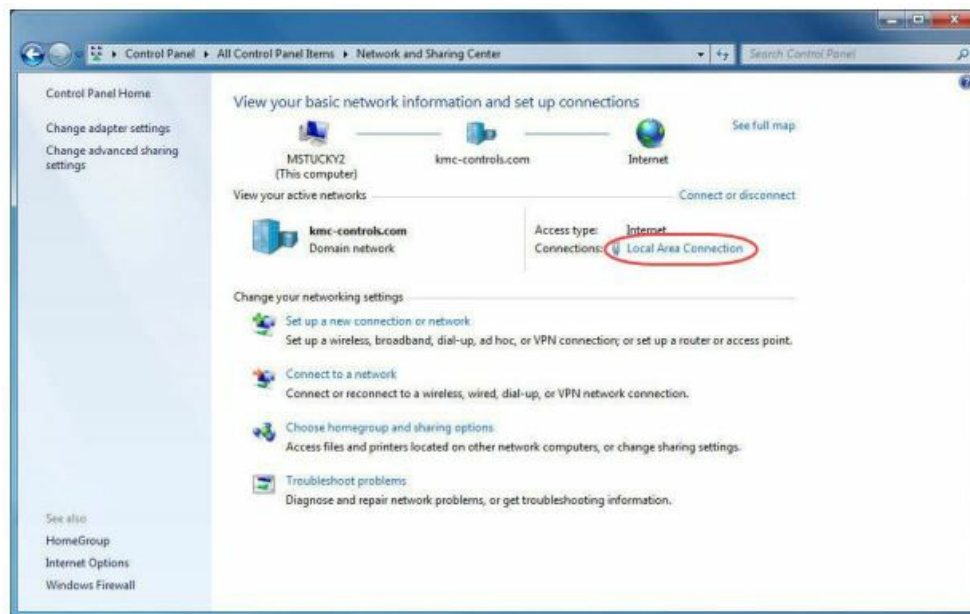 Control Panel ▸ All Control Panel Items ▸ Network and Sharing Center
Search Control Panel
Control Panel Home
Change adapter settings
Change advanced sharing
settings
See also
HomeGroup
Internet Options
Windows Firewall
View your basic network information and set up connections
See full map
MSTUCKY2
(This computer)
kmc-controls.com
Internet
View your active networks
Connect or disconnect
kmc-controls.com
Domain network
Access type: Internet
Connections: Local Area Connection
Change your networking settings
Set up a new connection or network
Set up a wireless, broadband, dial-up, ad hoc, or VPN connection; or set up a router or access point.
Connect to a network
Connect or reconnect to a wireless, wired, dial-up, or VPN network connection.
Choose homegroup and sharing options
Access files and printers located on other network computers, or change sharing settings.
Troubleshoot problems
Diagnose and repair network problems, or get troubleshooting information.